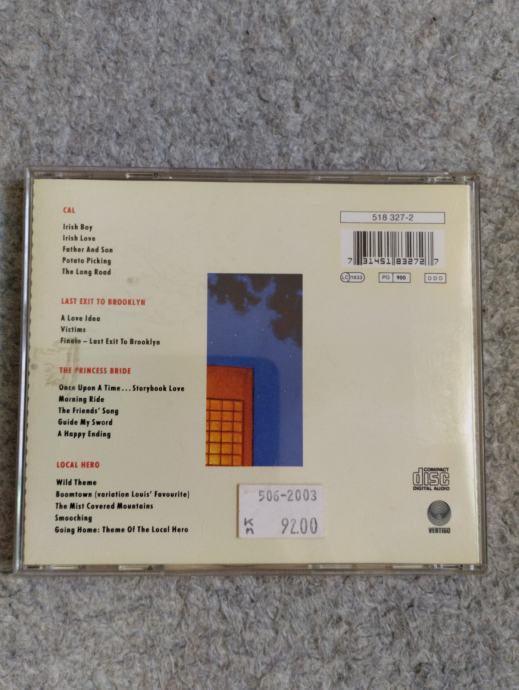 CAL
Irish Boy
Irish Love
Father And Son
Potato Picking
The Long Road
LAST EXIT TO BROOKLYN
A Love Idea
Victims
Finale – Last Exit To Brooklyn
THE PRINCESS BRIDE
Once Upon A Time...Storybook Love
Morning Ride
The Friends' Song
Guide My Sword
A Happy Ending
LOCAL HERO
Wild Theme
Boomtown (variation Louis' Favourite)
The Mist Covered Mountains
Smooching
Going Home: Theme Of The Local Hero
518 327-2
7 31451 83272 7
LC 1633
PG 900
DDD
506-2003
K
92.00
COMPACT
disc
DIGITAL AUDIO
VERTIGO